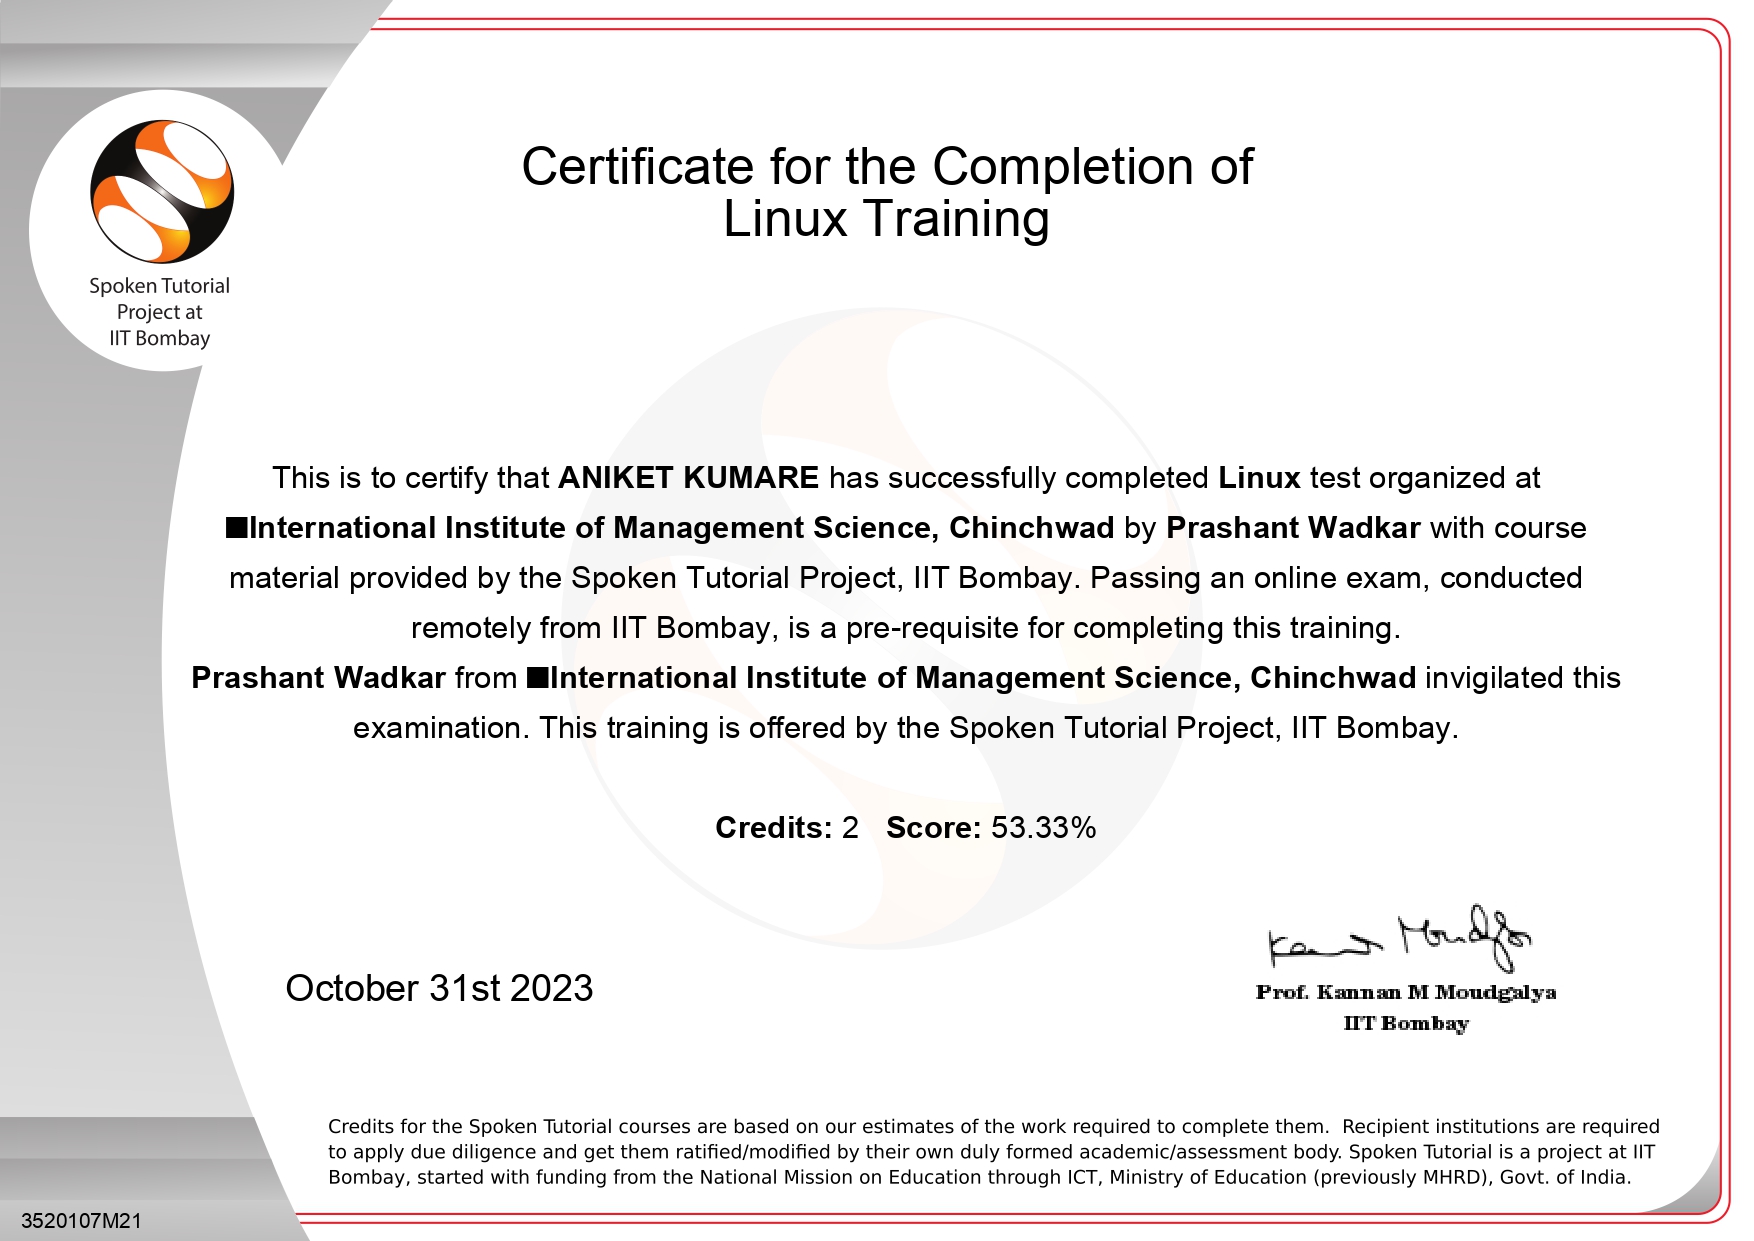 Certificate for the Completion of
Linux Training
Spoken Tutorial
Project at
IIT Bombay
This is to certify that ANIKET KUMARE has successfully completed Linux test organized at
■International Institute of Management Science, Chinchwad by Prashant Wadkar with course
material provided by the Spoken Tutorial Project, IIT Bombay. Passing an online exam, conducted
remotely from IIT Bombay, is a pre-requisite for completing this training.
Prashant Wadkar from ■International Institute of Management Science, Chinchwad invigilated this
examination. This training is offered by the Spoken Tutorial Project, IIT Bombay.
Credits: 2 Score: 53.33%
October 31st 2023
Prof. Kannan M Moudgalya
IIT Bombay
Credits for the Spoken Tutorial courses are based on our estimates of the work required to complete them. Recipient institutions are required
to apply due diligence and get them ratified/modified by their own duly formed academic/assessment body. Spoken Tutorial is a project at IIT
Bombay, started with funding from the National Mission on Education through ICT, Ministry of Education (previously MHRD), Govt. of India.
3520107M21